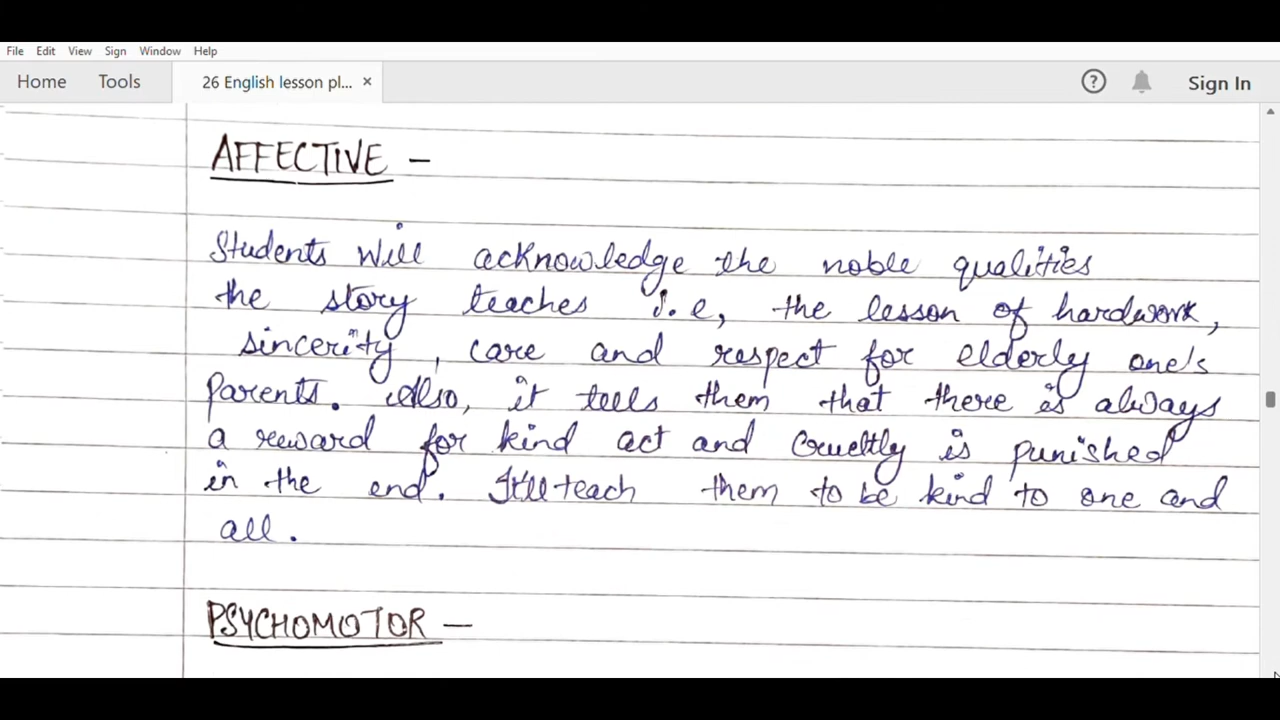 File Edit View Sign Window Help
Home Tools 26 English lesson pl... × ? Sign In
AFFECTIVE –
Students will acknowledge the noble qualities
the story teaches i.e, the lesson of hardwork,
sincerity, care and respect for elderly one's
parents. Also, it tells them that there is always
a reward for kind act and Crueltly is punished
in the end. It'll teach them to be kind to one and
all.
PSYCHOMOTOR –